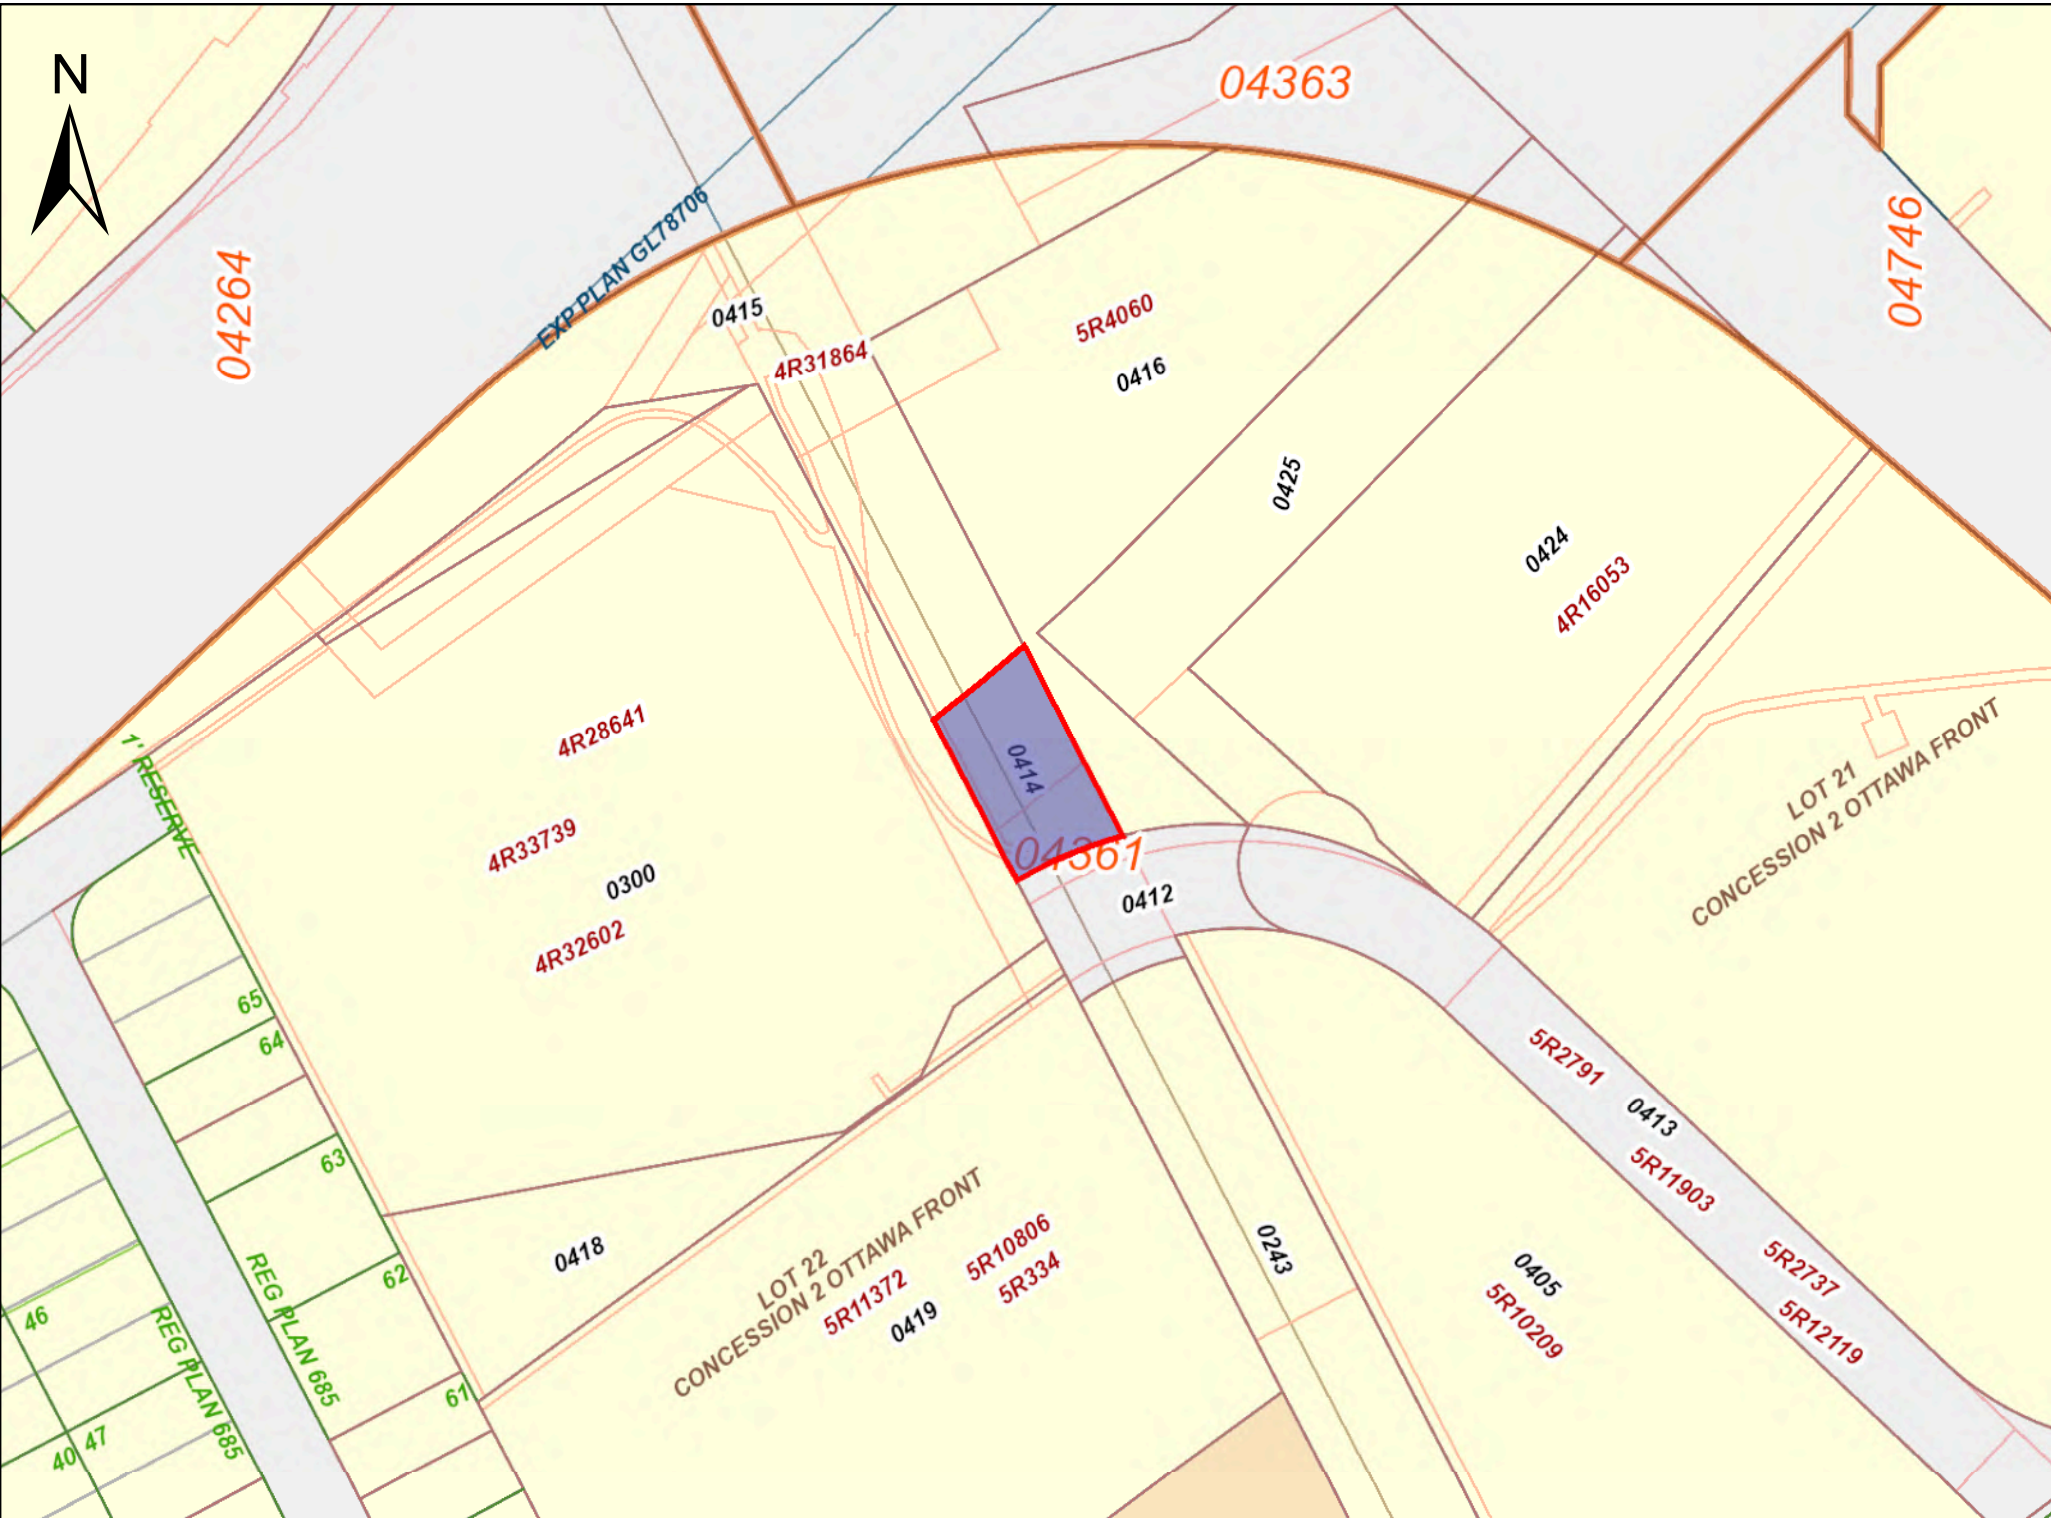 N
04363
04264
04746
EXP PLAN GL78706
0415
4R31864
5R4060
0416
0425
0424
4R16053
4R28641
1' RESERVE
0414
LOT 21
CONCESSION 2 OTTAWA FRONT
4R33739
0300
04361
0412
4R32602
65
64
5R2791
0413
63
5R11903
0418
LOT 22
CONCESSION 2 OTTAWA FRONT
5R10806
5R334
5R11372
0419
0243
0405
5R10209
5R2737
5R12119
62
46
REG PLAN 685
REG PLAN 685
61
47
40